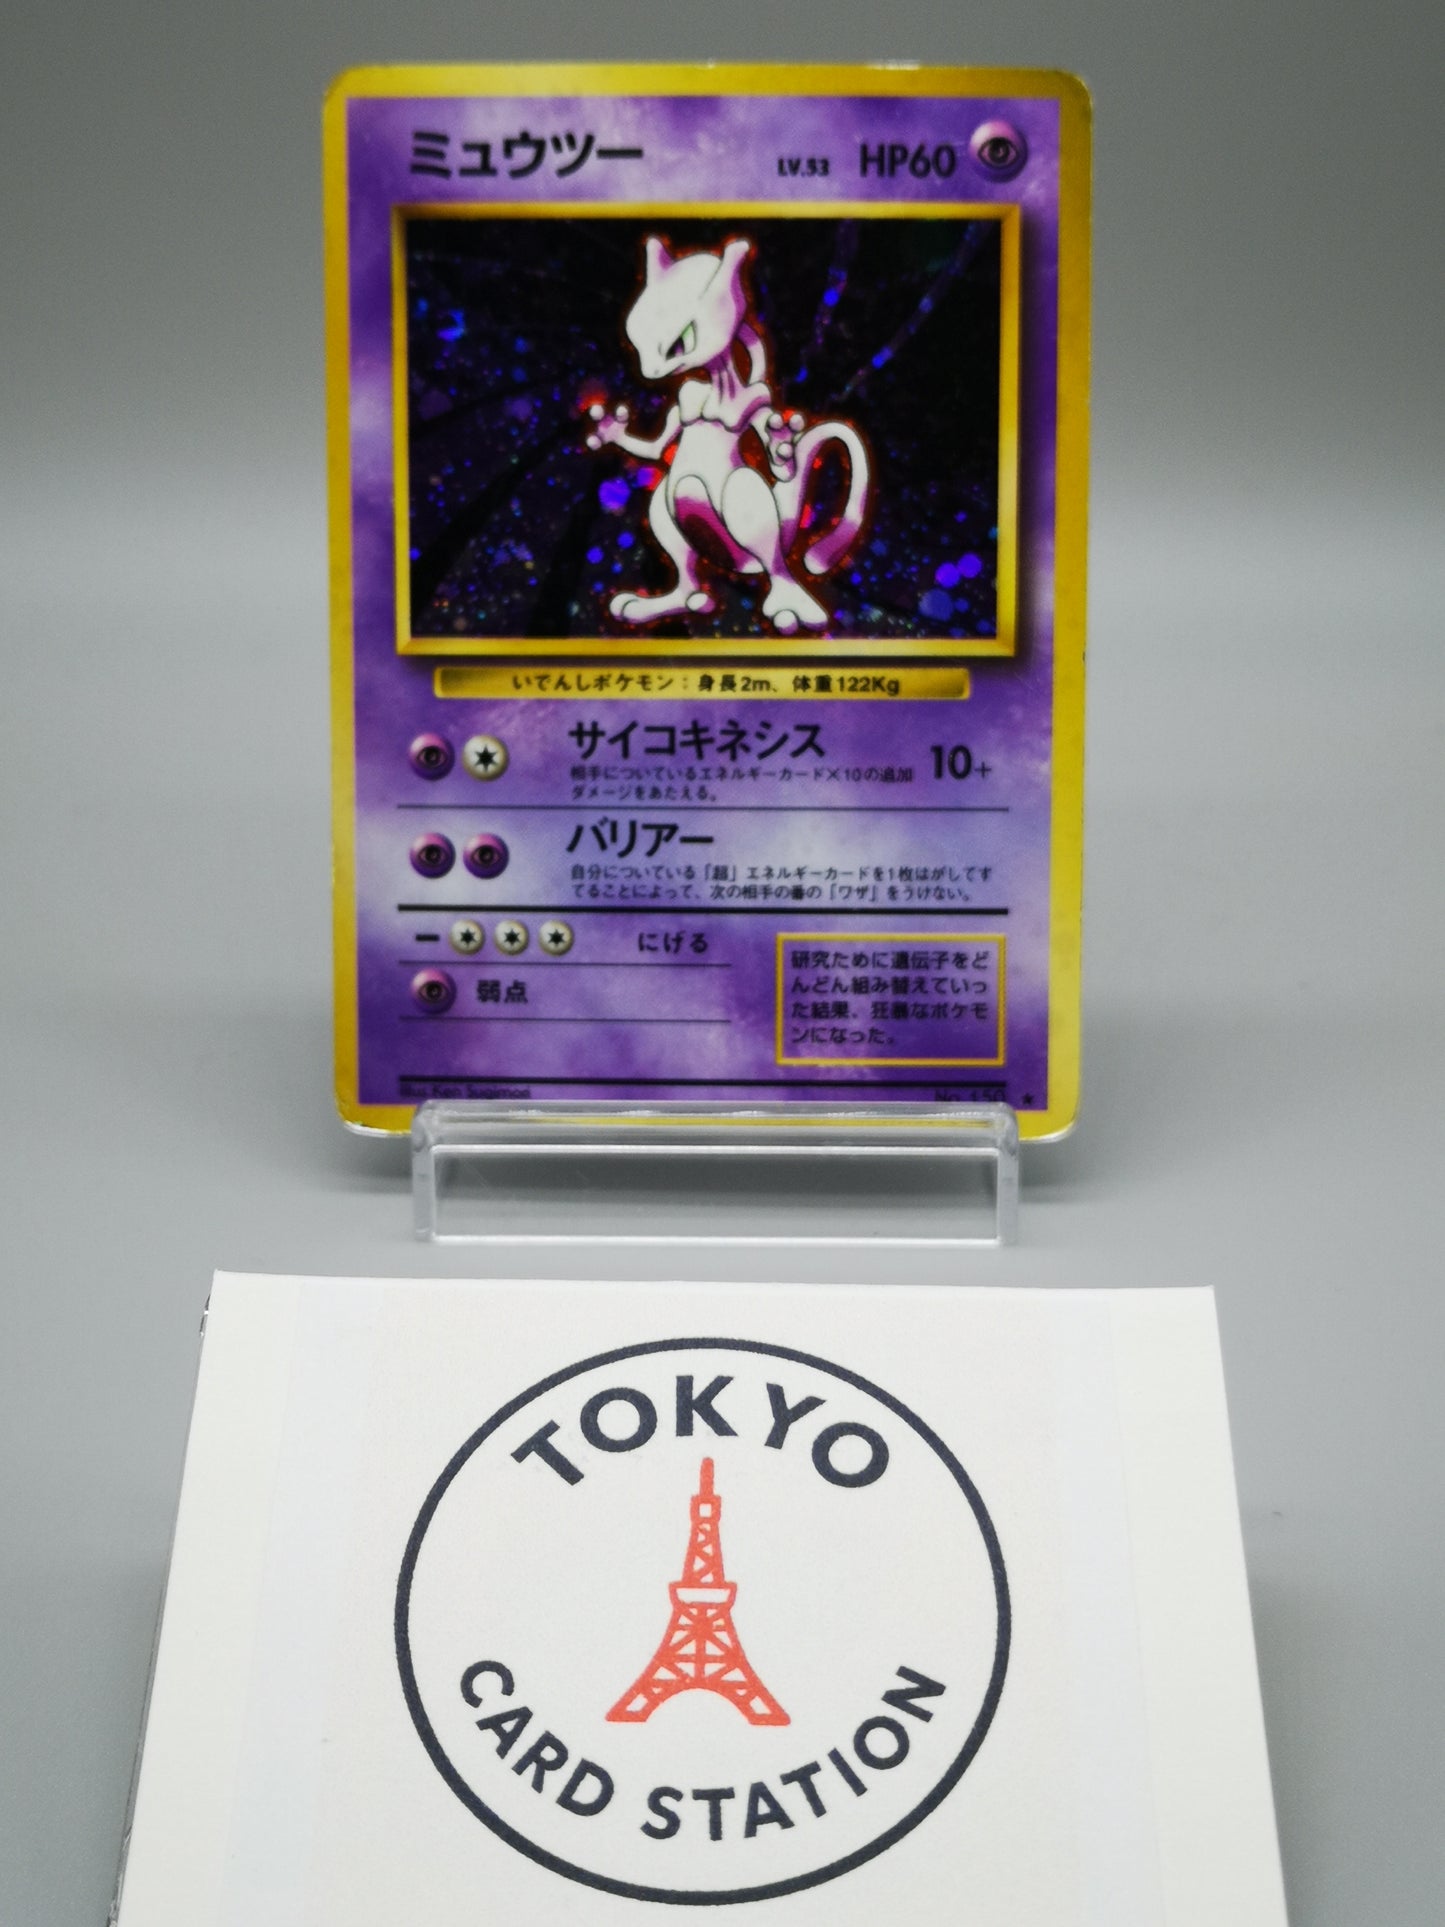 ミュウツー LV.53 HP60
いでんしポケモン：身長2m、体重122Kg
サイコキネシス 10+
相手についているエネルギーカード×10の追加
ダメージをあたえる。
バリアー
自分についている「超」エネルギーカードを1枚はがしてす
てることによって、次の相手の番の「ワザ」をうけない。
にげる
弱点
研究ために遺伝子をど
んどん組み替えていっ
た結果、狂暴なポケモ
ンになった。
Illus. Ken Sugimori No. 150 ★
TOKYO
CARD STATION